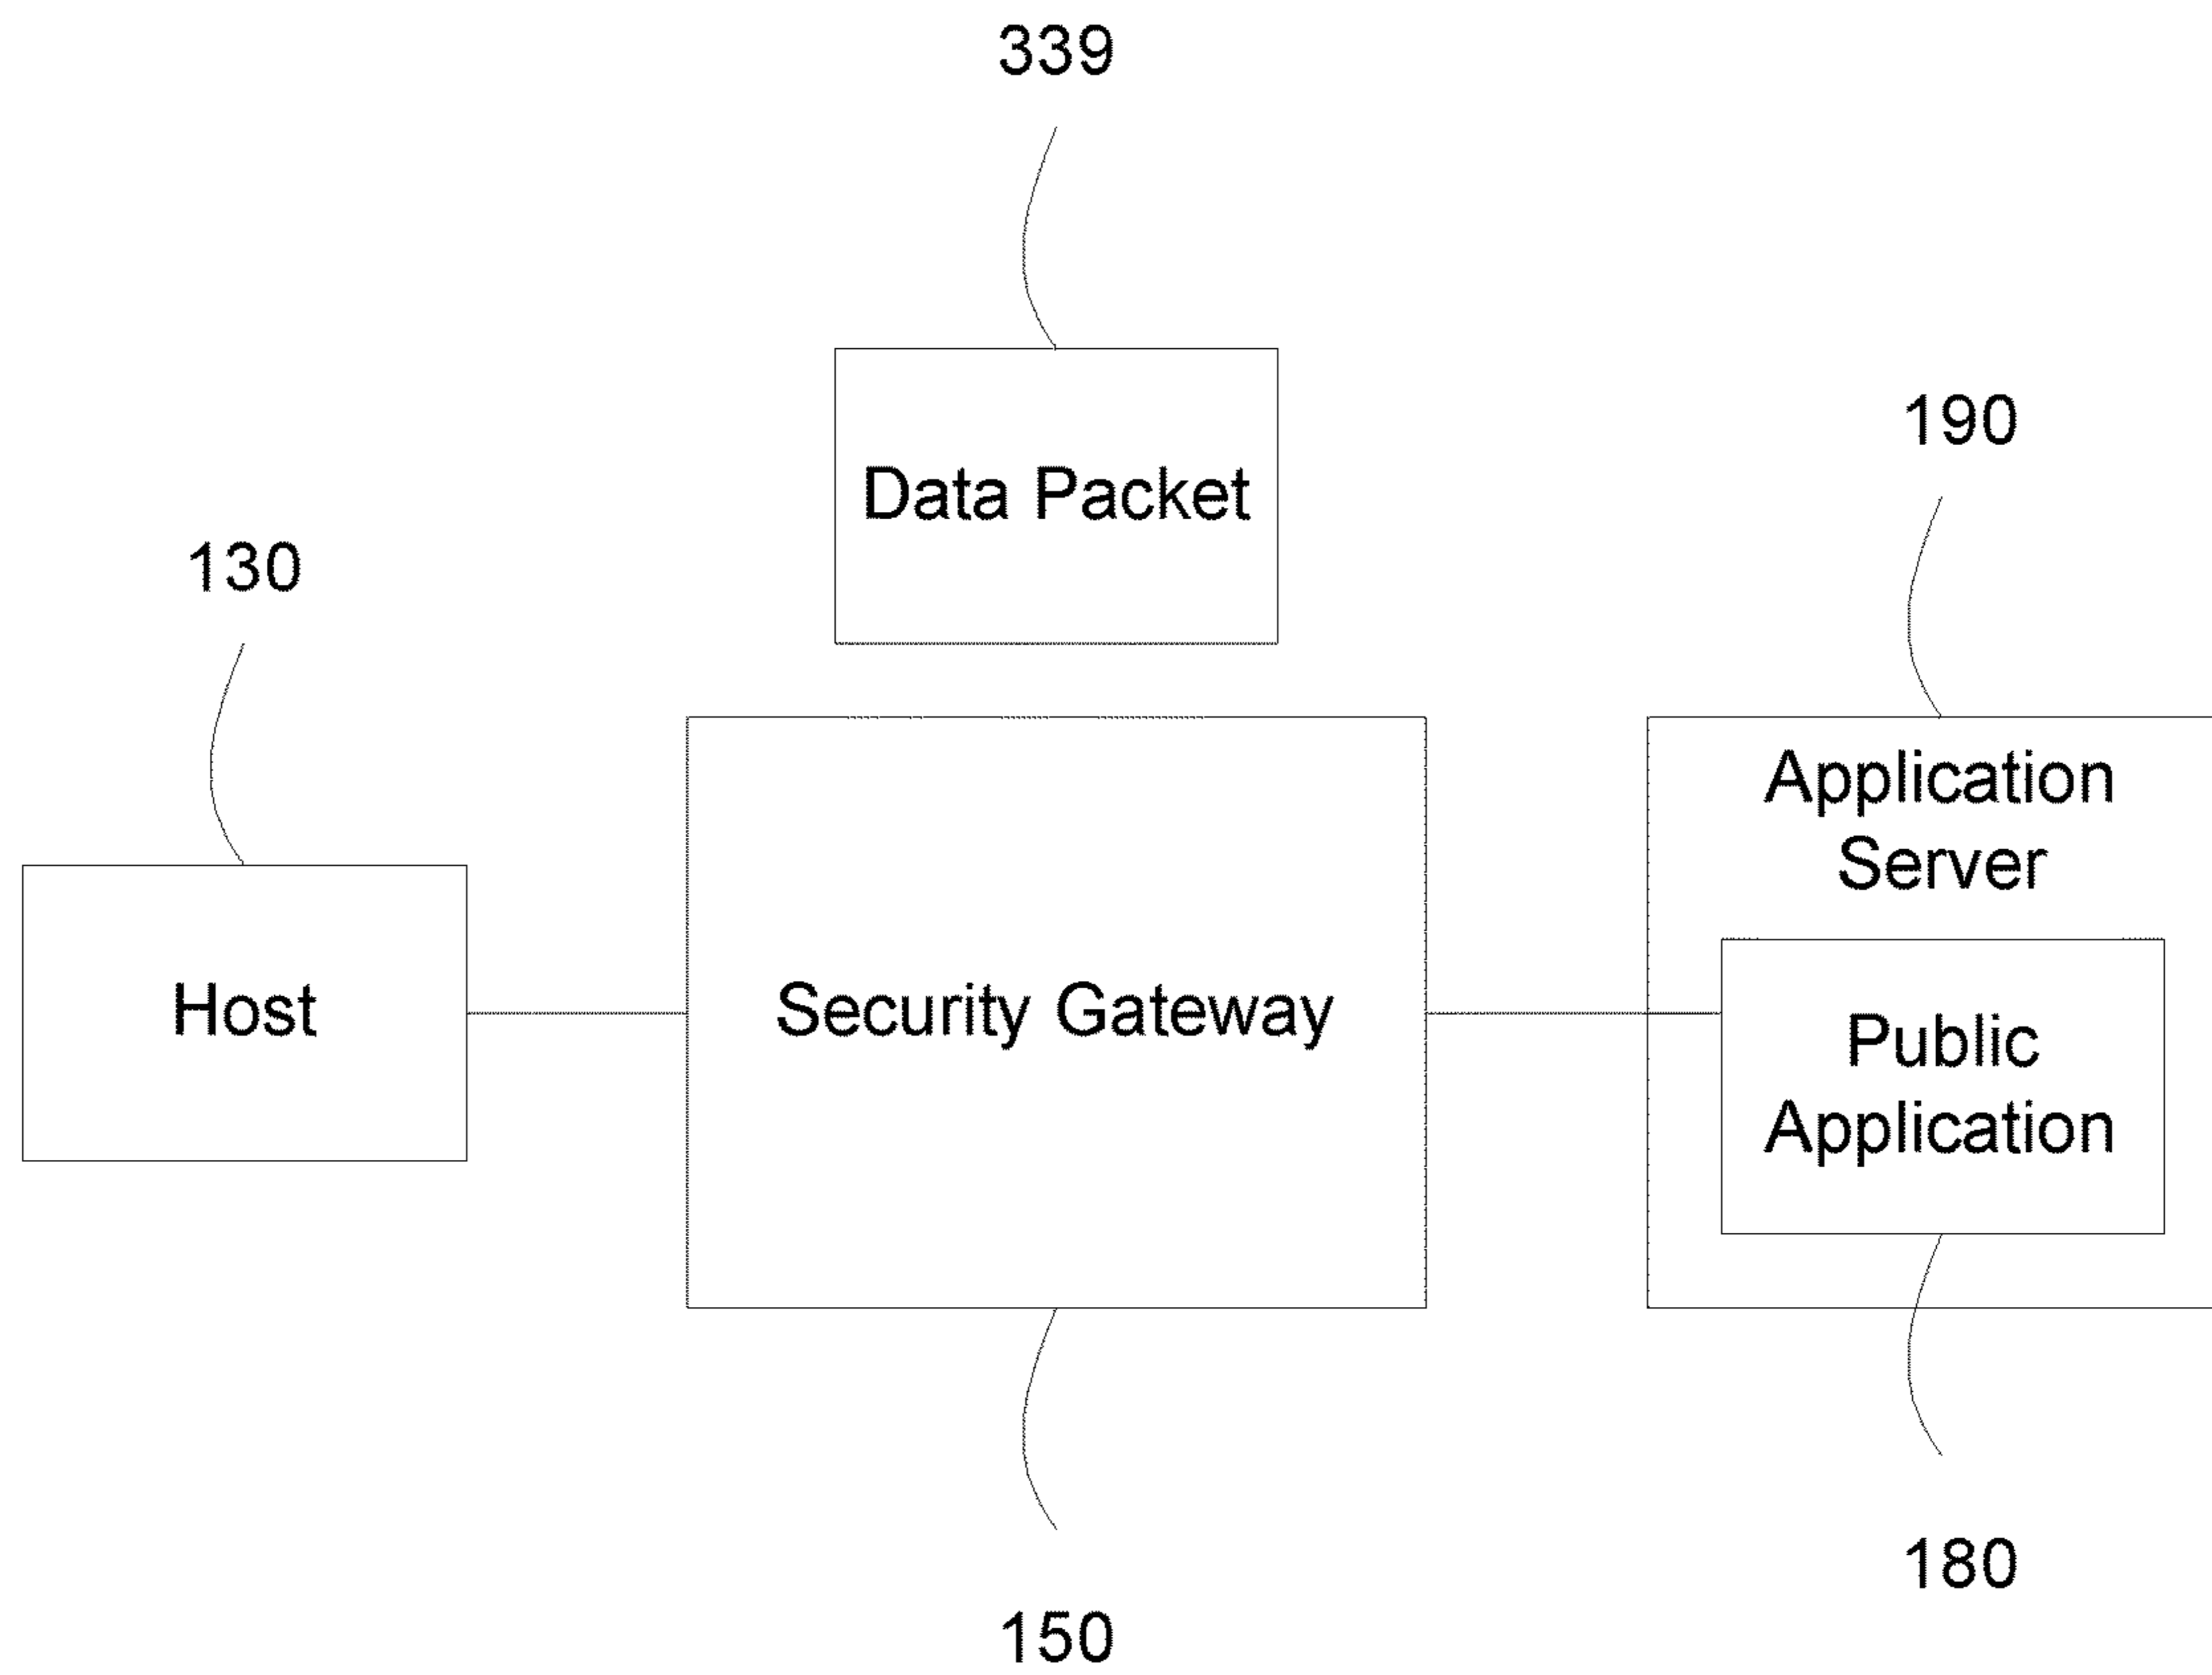 339
Data Packet
190
130
Application
Server
Host
Security Gateway
Public
Application
180
150